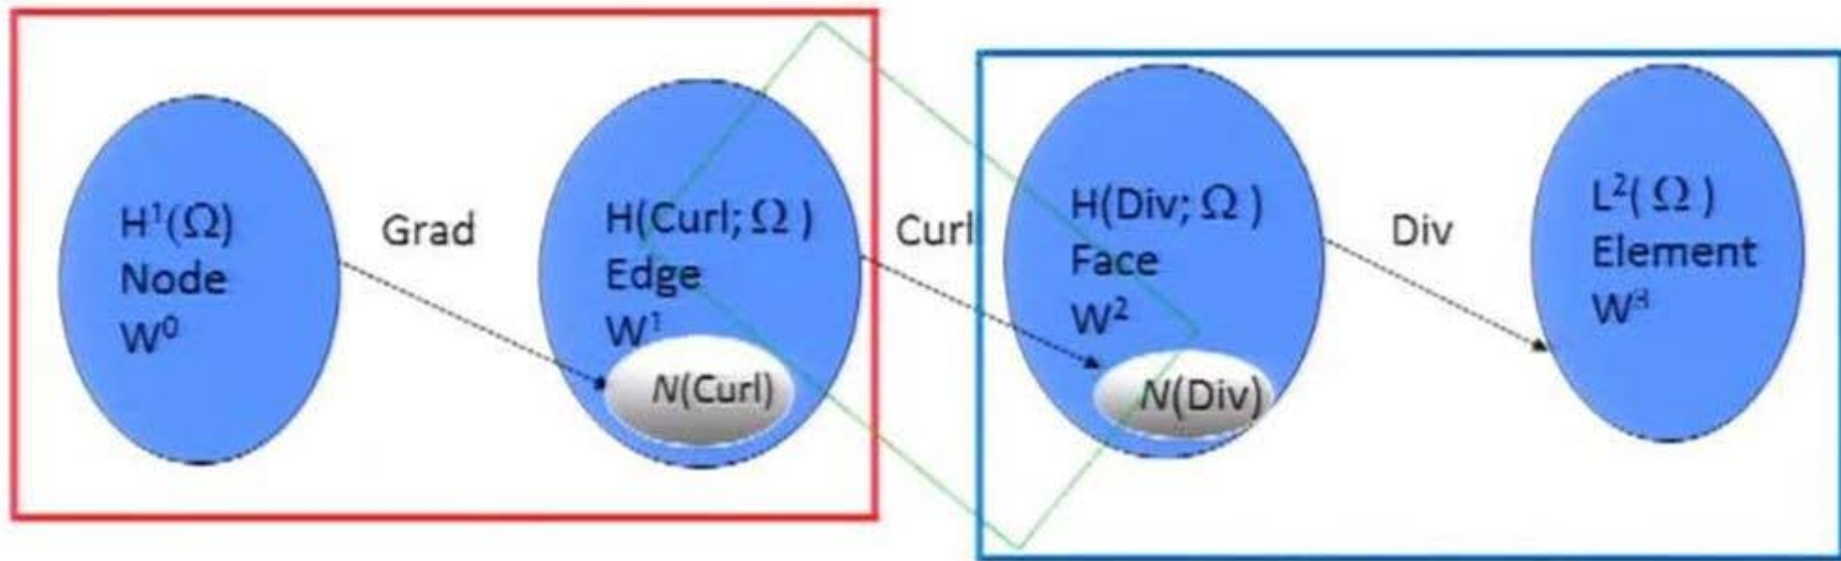 H¹(Ω)
Node
W⁰
Grad
H(Curl; Ω )
Edge
W¹
N(Curl)
Curl
H(Div; Ω )
Face
W²
N(Div)
Div
L²( Ω )
Element
W³